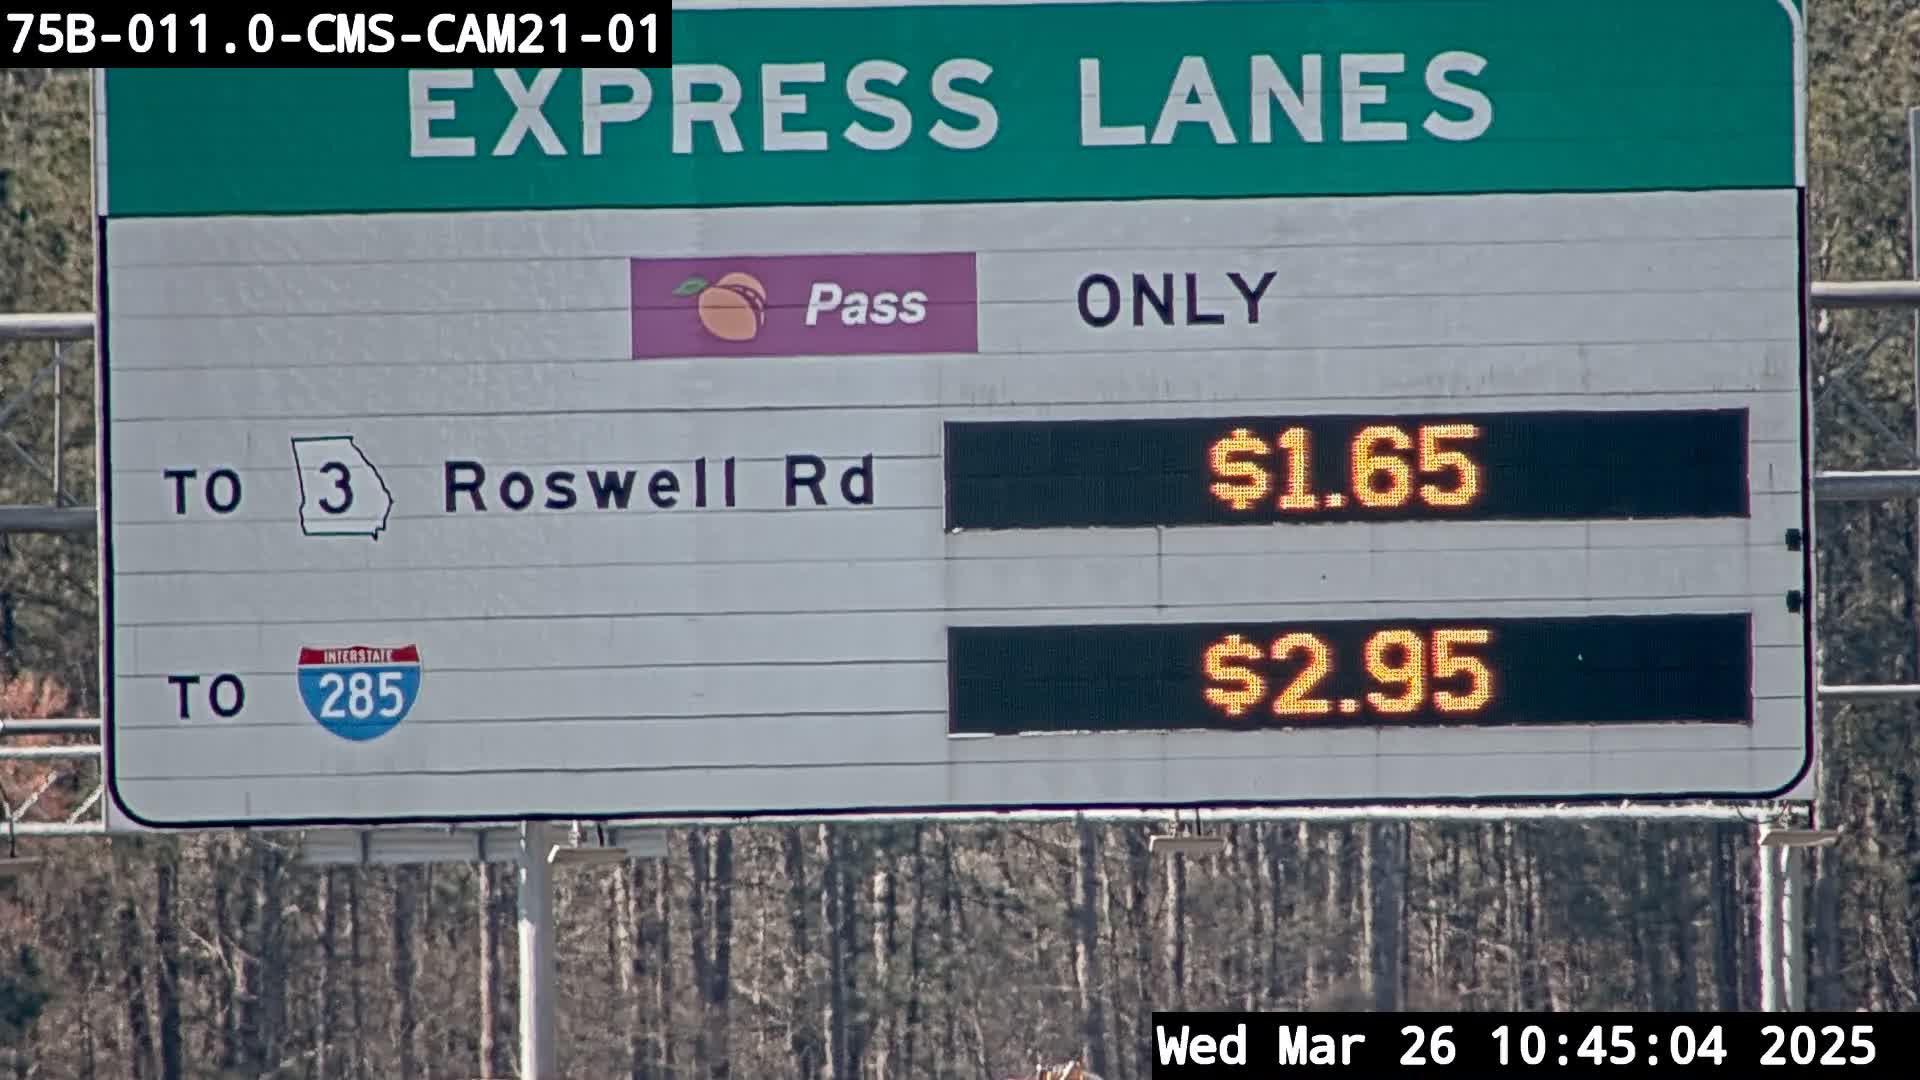 75B-011.0-CMS-CAM21-01
EXPRESS LANES
Pass ONLY
TO 3 Roswell Rd $1.65
INTERSTATE
TO 285 $2.95
Wed Mar 26 10:45:04 2025